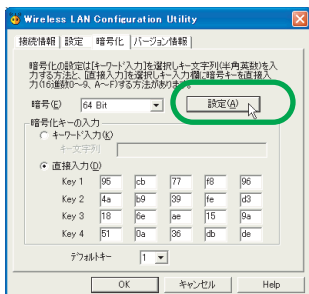 Wireless LAN Configuration Utility
接続情報 設定 暗号化 バージョン情報
暗号化の設定は[キーワード入力]を選択しキー文字列(半角英数)を入
力する方法と、[直接入力]を選択しキー入力欄に暗号キーを直接入
力(16進数0~9、A~F)する方法があります。
暗号(E) 64 Bit 設定(A)
暗号化キーの入力
キーワード入力(K)
キー文字列
直接入力(D)
Key 1 95 cb 77 f8 96
Key 2 4a b9 39 fe d3
Key 3 18 6e ae 15 9a
Key 4 51 0a 36 db de
デフォルトキー 1
OK キャンセル Help